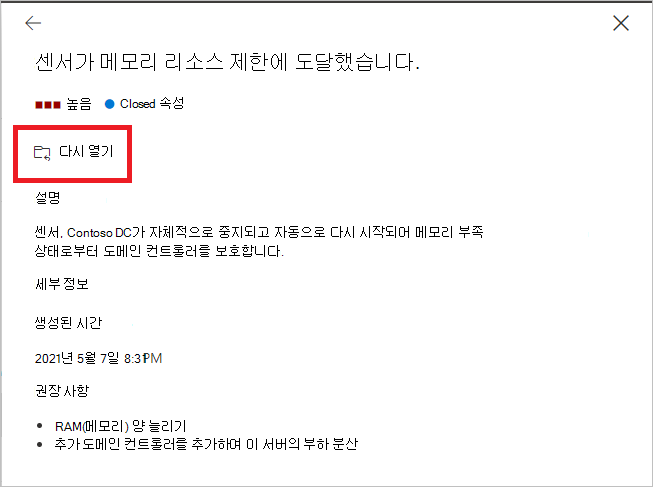 센서가 메모리 리소스 제한에 도달했습니다.
높음 Closed 속성
다시 열기
설명
센서, Contoso DC가 자체적으로 중지되고 자동으로 다시 시작되어 메모리 부족
상태로부터 도메인 컨트롤러를 보호합니다.
세부 정보
생성된 시간
2021년 5월 7일 8:31PM
권장 사항
• RAM(메모리) 양 늘리기
• 추가 도메인 컨트롤러를 추가하며 이 서버의 부하 분산